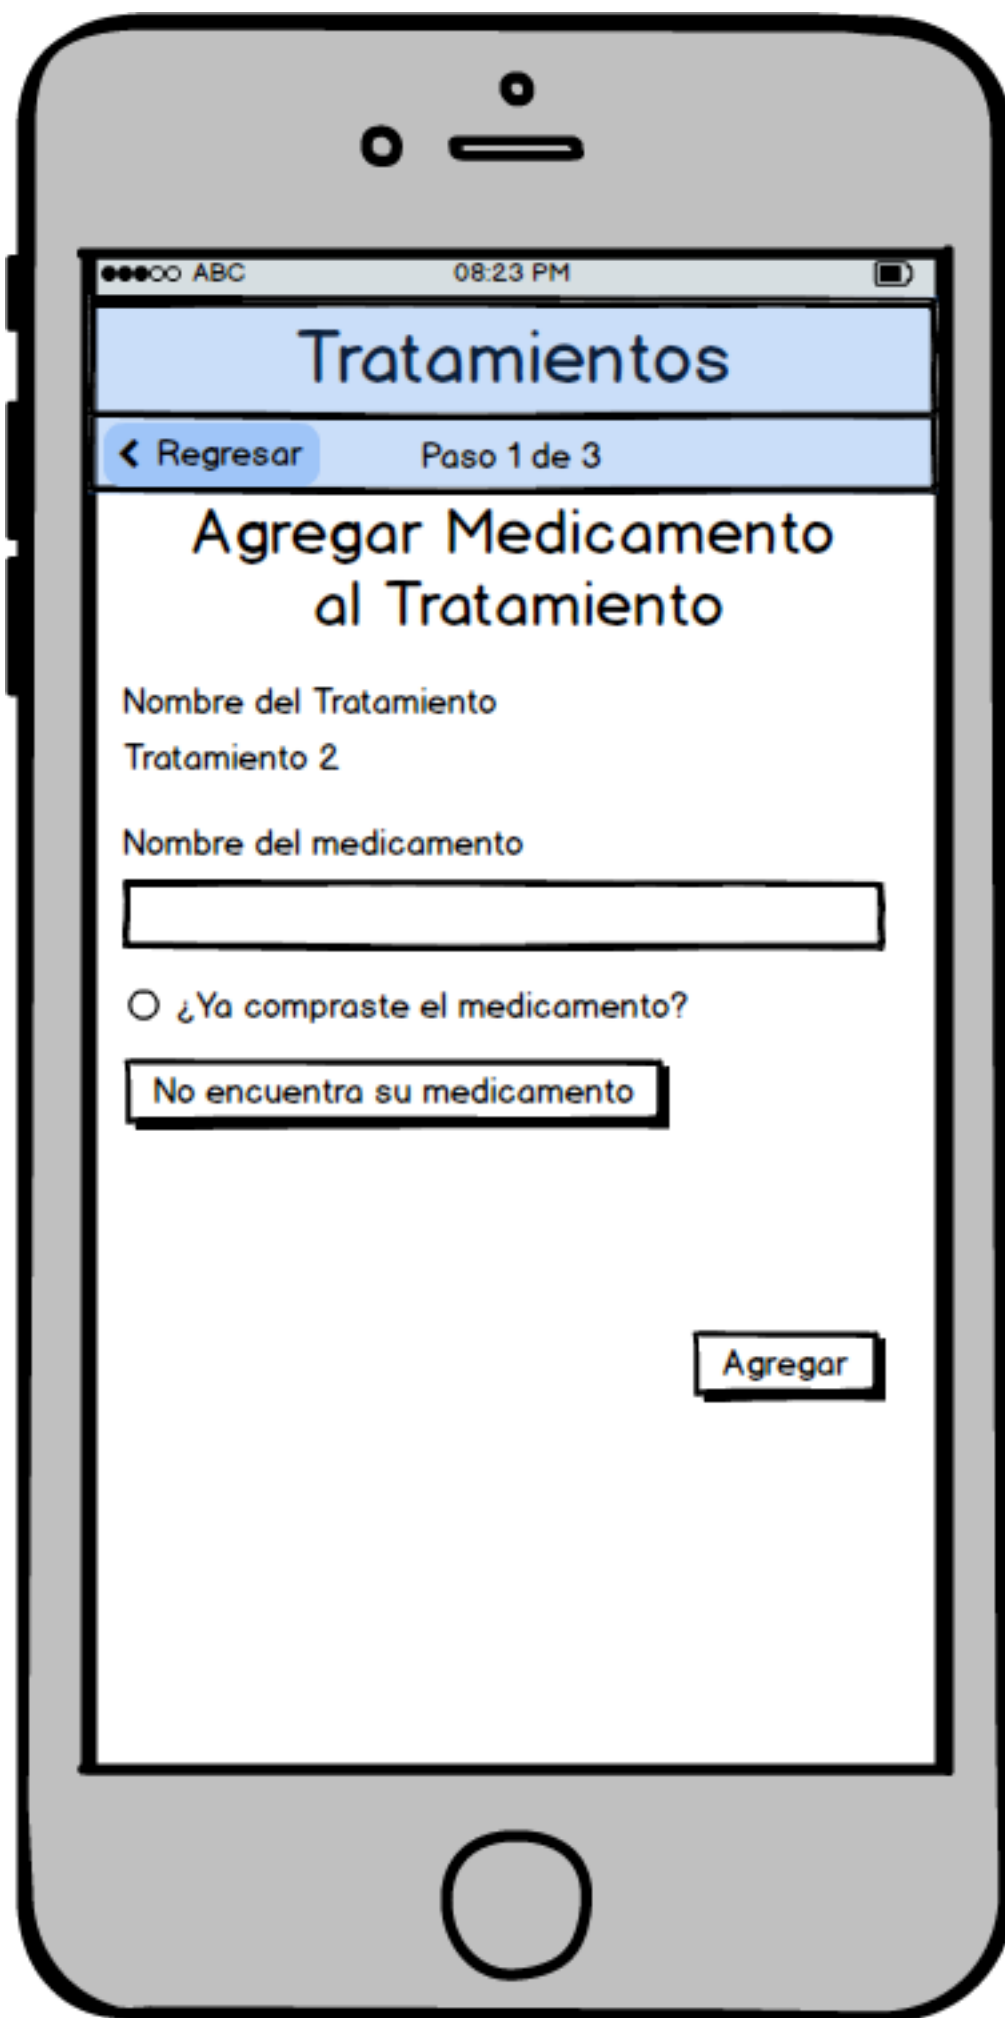 ABC 08:23 PM
Tratamientos
Regresar Paso 1 de 3
Agregar Medicamento
al Tratamiento
Nombre del Tratamiento
Tratamiento 2
Nombre del medicamento
¿Ya compraste el medicamento?
No encuentra su medicamento
Agregar